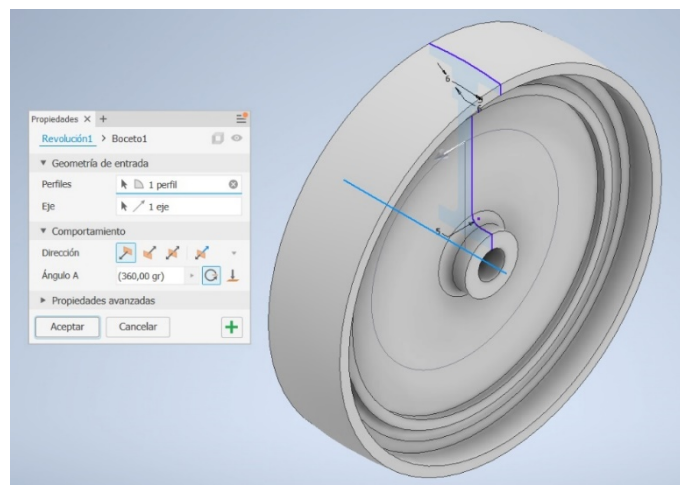 Propiedades × +
Revolución1 > Boceto1
Geometría de entrada
Perfiles 1 perfil
Eje 1 eje
Comportamiento
Dirección
Ángulo A (360,00 gr)
Propiedades avanzadas
Aceptar Cancelar
6
5